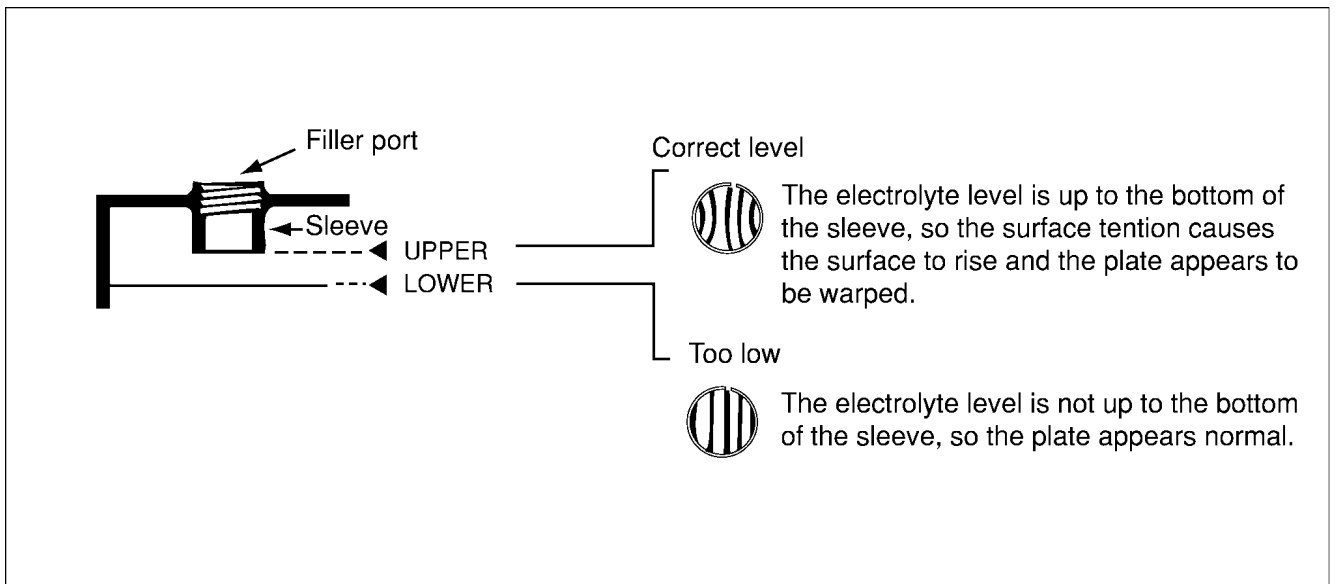 Filler port
Sleeve
UPPER
LOWER
Correct level
The electrolyte level is up to the bottom of
the sleeve, so the surface tention causes
the surface to rise and the plate appears to
be warped.
Too low
The electrolyte level is not up to the bottom
of the sleeve, so the plate appears normal.